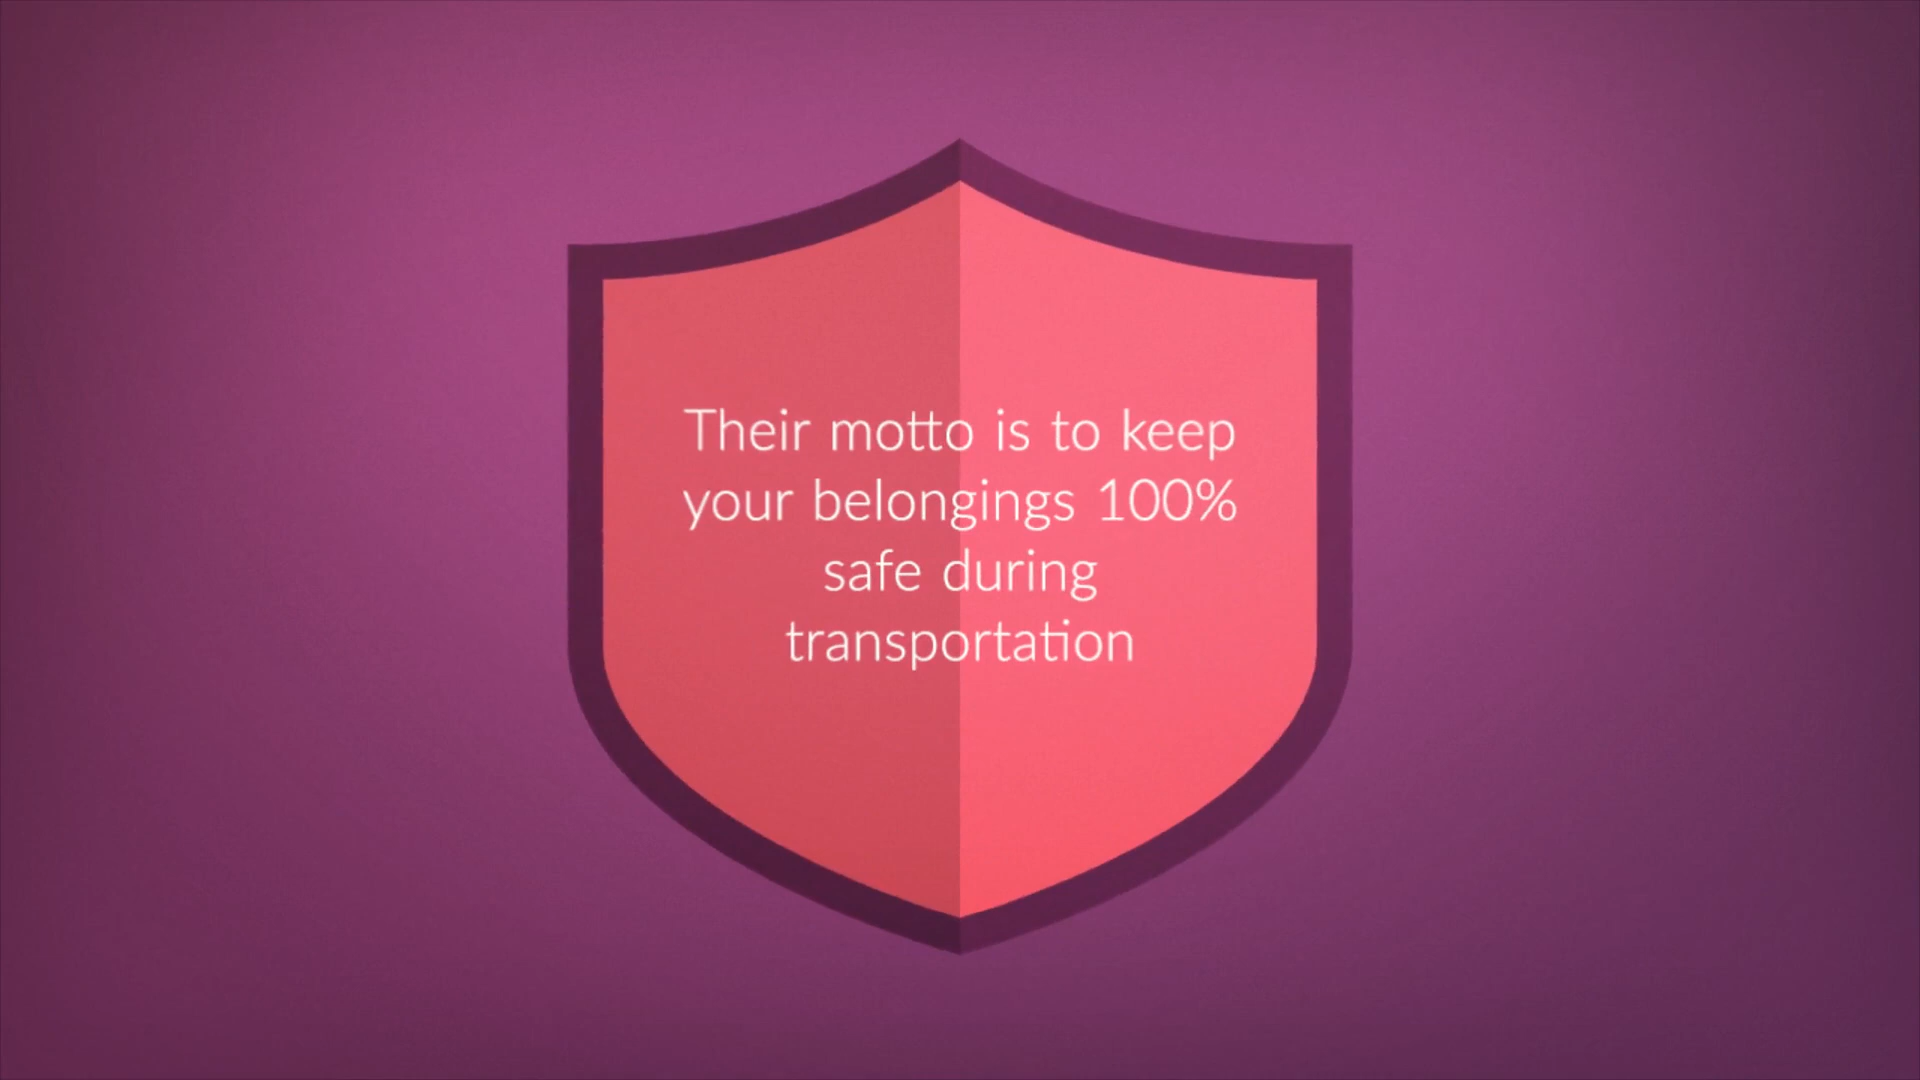 Their motto is to keep
your belongings 100%
safe during
transportation